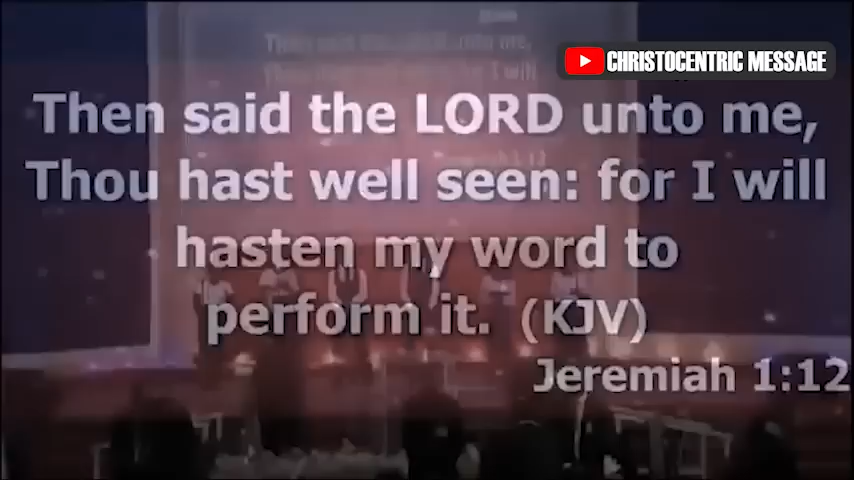 CHRISTOCENTRIC MESSAGE
Then said the LORD unto me,
Thou hast well seen: for I will
hasten my word to
perform it. (KJV)
Jeremiah 1:12